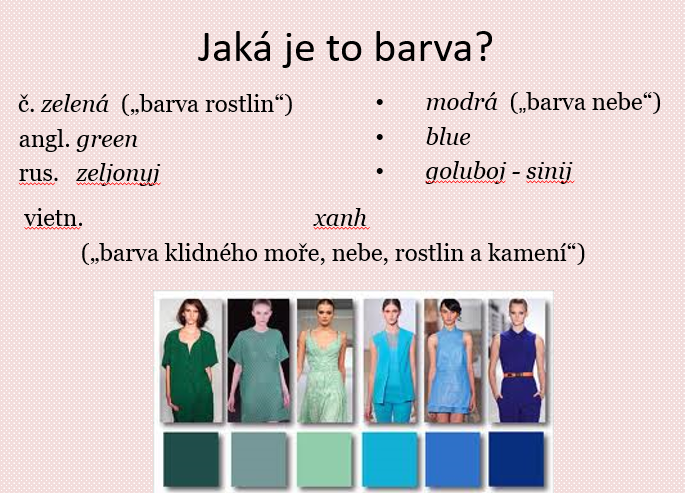 Jaká je to barva?
č. zelená („barva rostlin“)
angl. green
rus. zeljonyj
• modrá („barva nebe“)
• blue
• goluboj - sinij
vietn. xanh
(„barva klidného moře, nebe, rostlin a kamení“)